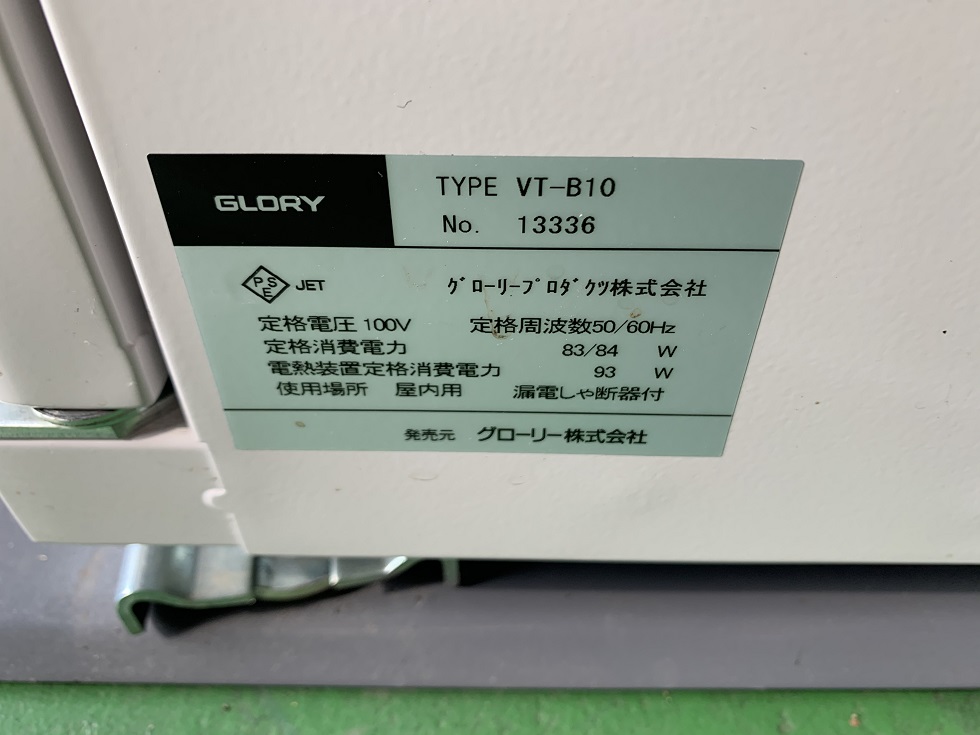 GLORY
TYPE VT-B10
No. 13336
PSE JET
グローリープロダクツ株式会社
定格電圧 100V 定格周波数50/60Hz
定格消費電力 83/84 W
電熱装置定格消費電力 93 W
使用場所 屋内用 漏電しゃ断器付
発売元 グローリー株式会社